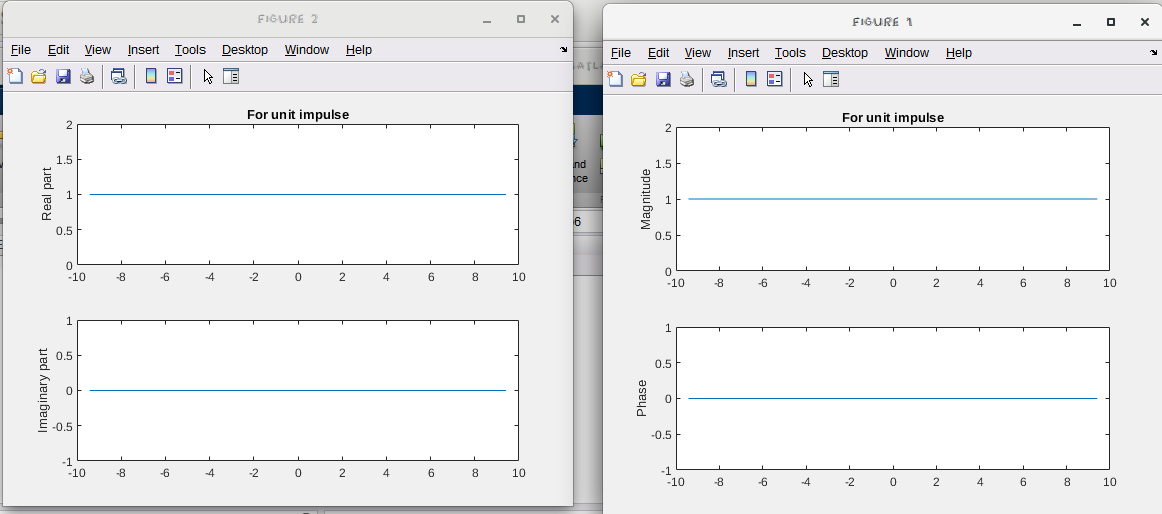 FIGURE 2
File Edit View Insert Tools Desktop Window Help
For unit impulse
Real part
2
1.5
1
0.5
0
-10 -8 -6 -4 -2 0 2 4 6 8 10
Imaginary part
1
0.5
0
-0.5
-1
-10 -8 -6 -4 -2 0 2 4 6 8 10
FIGURE 1
File Edit View Insert Tools Desktop Window Help
For unit impulse
Magnitude
2
1.5
1
0.5
0
-10 -8 -6 -4 -2 0 2 4 6 8 10
Phase
1
0.5
0
-0.5
-1
-10 -8 -6 -4 -2 0 2 4 6 8 10